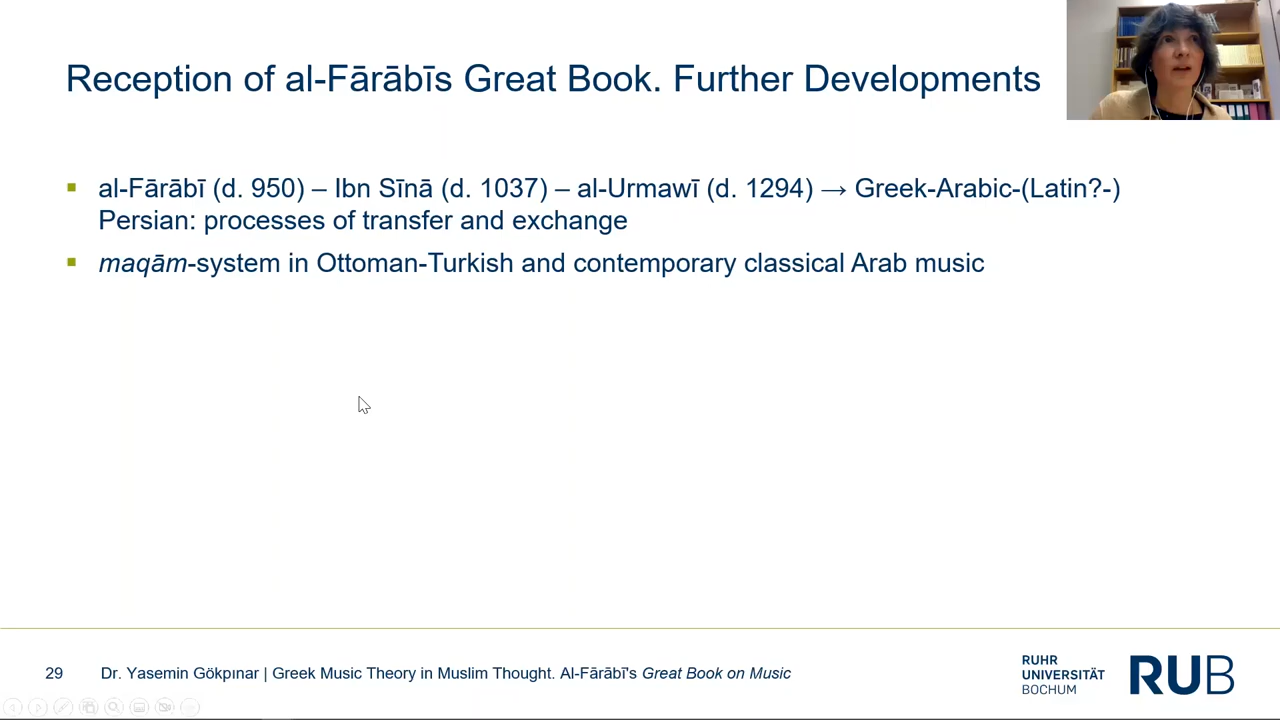 Reception of al-Fārābīs Great Book. Further Developments
al-Fārābī (d. 950) – Ibn Sīnā (d. 1037) – al-Urmawī (d. 1294) → Greek-Arabic-(Latin?-)
Persian: processes of transfer and exchange
maqām-system in Ottoman-Turkish and contemporary classical Arab music
29 Dr. Yasemin Gökpınar | Greek Music Theory in Muslim Thought. Al-Fārābī's Great Book on Music
RUHR
UNIVERSITÄT
BOCHUM
RUB